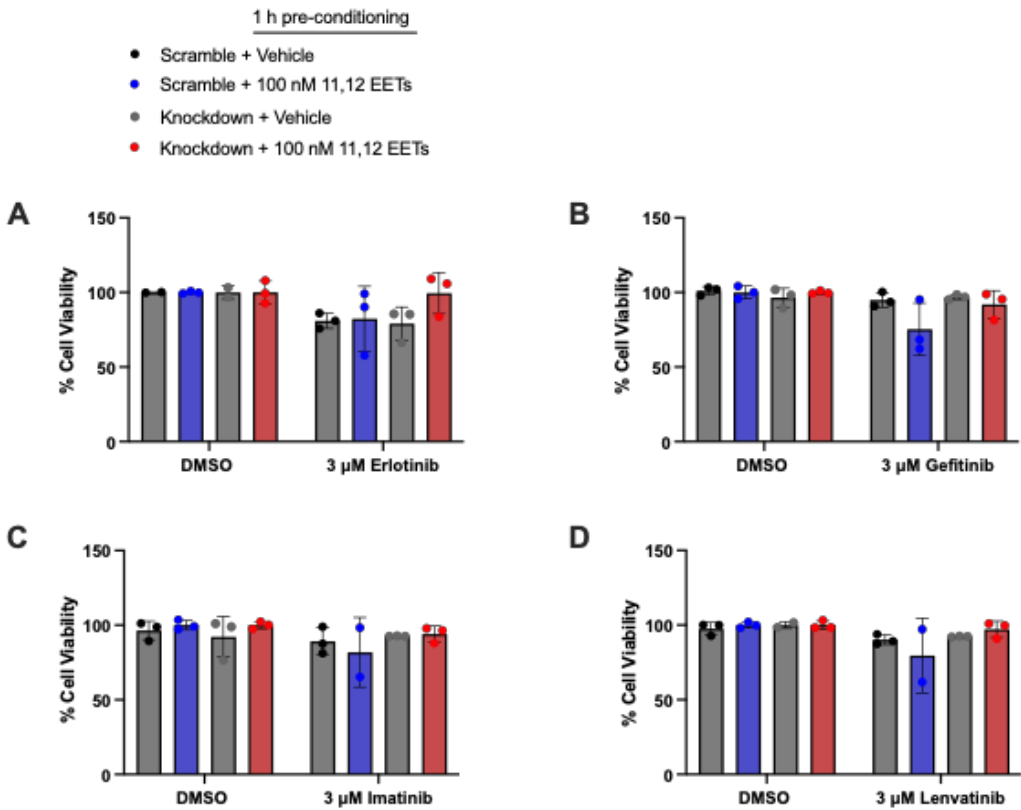 1 h pre-conditioning
Scramble + Vehicle
Scramble + 100 nM 11,12 EETs
Knockdown + Vehicle
Knockdown + 100 nM 11,12 EETs
A
% Cell Viability
150
100
50
0
DMSO
3 µM Erlotinib
B
% Cell Viability
150
100
50
0
DMSO
3 µM Gefitinib
C
% Cell Viability
150
100
50
0
DMSO
3 µM Imatinib
D
% Cell Viability
150
100
50
0
DMSO
3 µM Lenvatinib